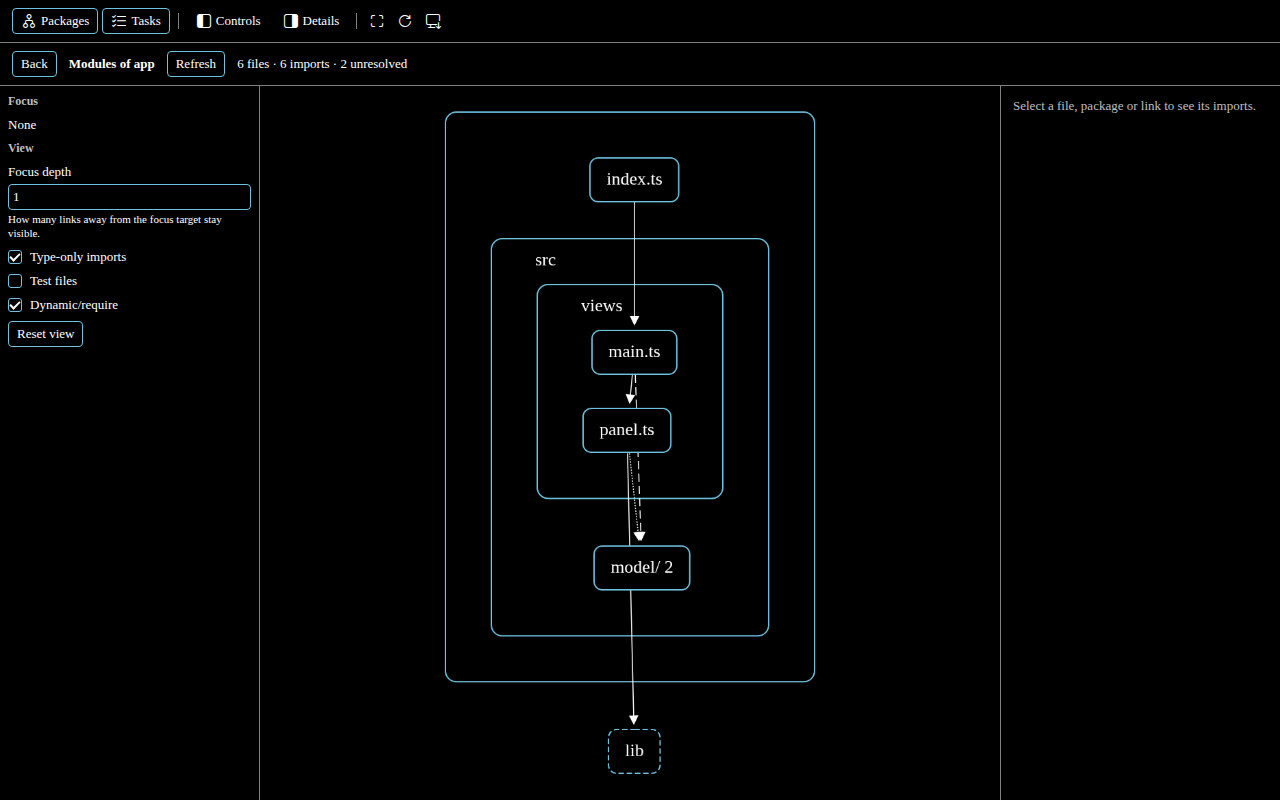 Packages
Tasks
Controls
Details
Back
Modules of app
Refresh
6 files · 6 imports · 2 unresolved
Focus
None
View
Focus depth
1
How many links away from the focus target stay
visible.
Type-only imports
Test files
Dynamic/require
Reset view
index.ts
src
views
main.ts
panel.ts
model/ 2
lib
Select a file, package or link to see its imports.